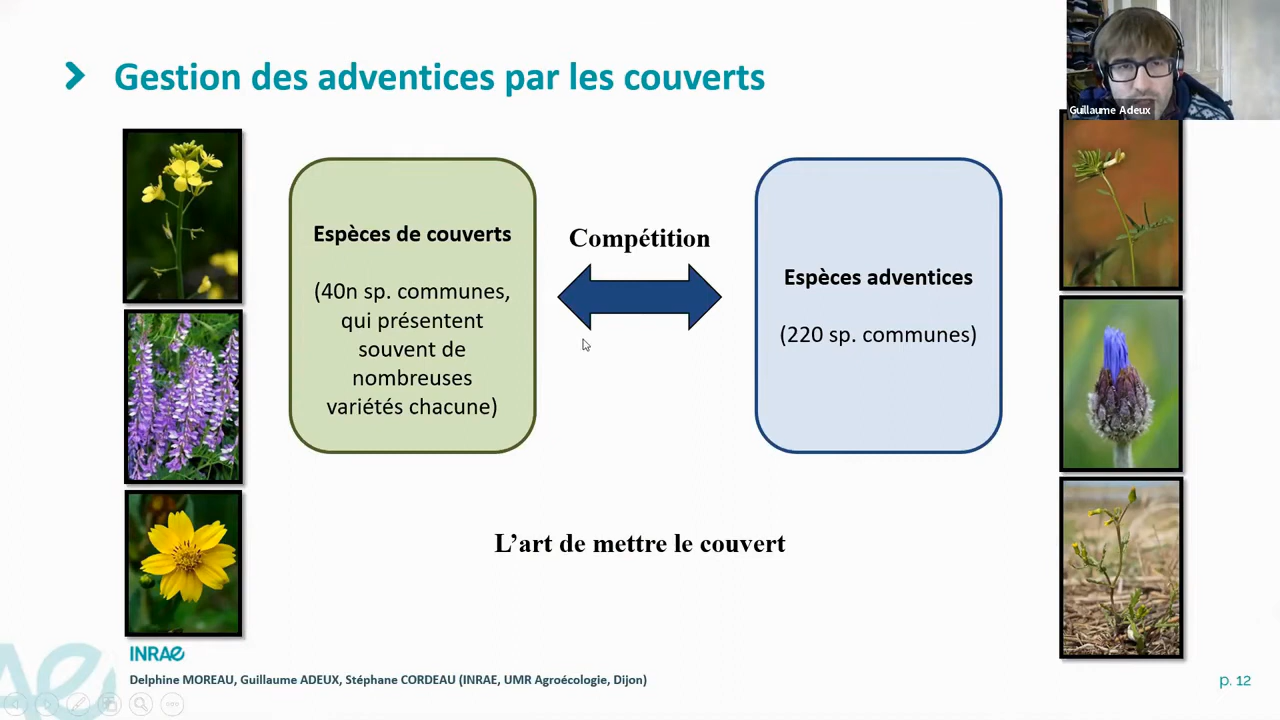 Gestion des adventices par les couverts
Guillaume Adeux
Espèces de couverts
(40n sp. communes,
qui présentent
souvent de
nombreuses
variétés chacune)
Compétition
Espèces adventices
(220 sp. communes)
L’art de mettre le couvert
INRAE
Delphine MOREAU, Guillaume ADEUX, Stéphane CORDEAU (INRAE, UMR Agroécologie, Dijon)
p. 12